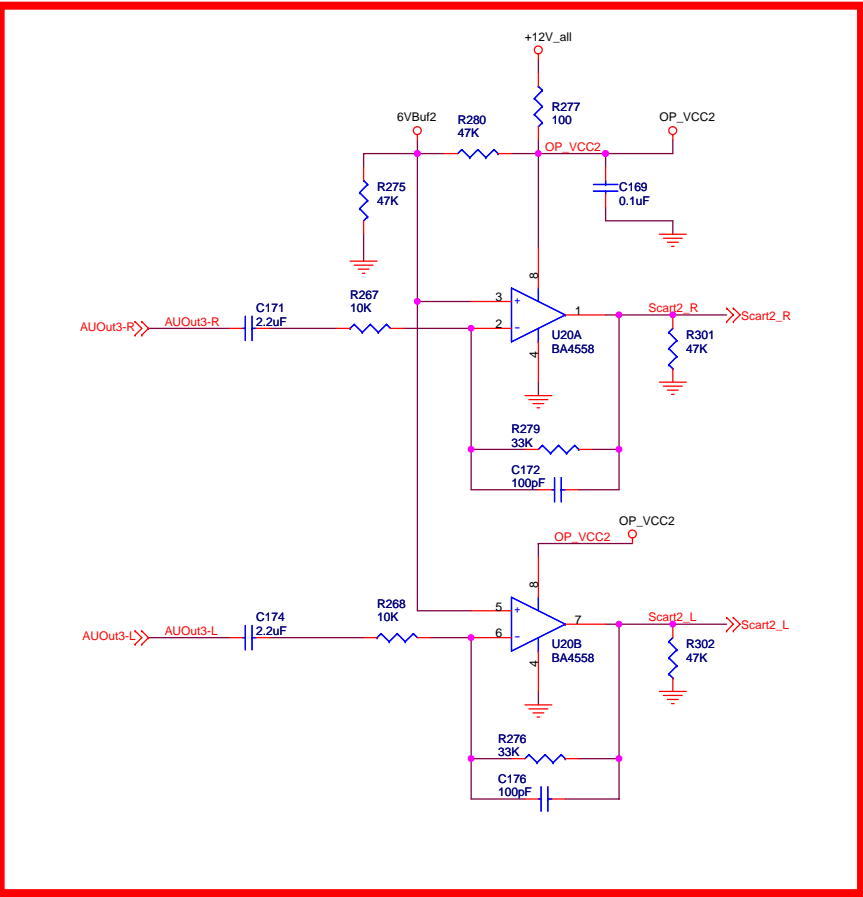 +12V_all
6VBuf2
R280
47K
R277
100
OP_VCC2
OP_VCC2
R275
47K
C169
0.1uF
8
R267
10K
C171
2.2uF
3
+
1
Scart2_R
Scart2_R
AUOut3-R
AUOut3-R
2
-
U20A
BA4558
R301
47K
4
R279
33K
C172
100pF
OP_VCC2
OP_VCC2
8
R268
10K
C174
2.2uF
5
+
7
Scart2_L
Scart2_L
AUOut3-L
AUOut3-L
6
-
U20B
BA4558
R302
47K
4
R276
33K
C176
100pF